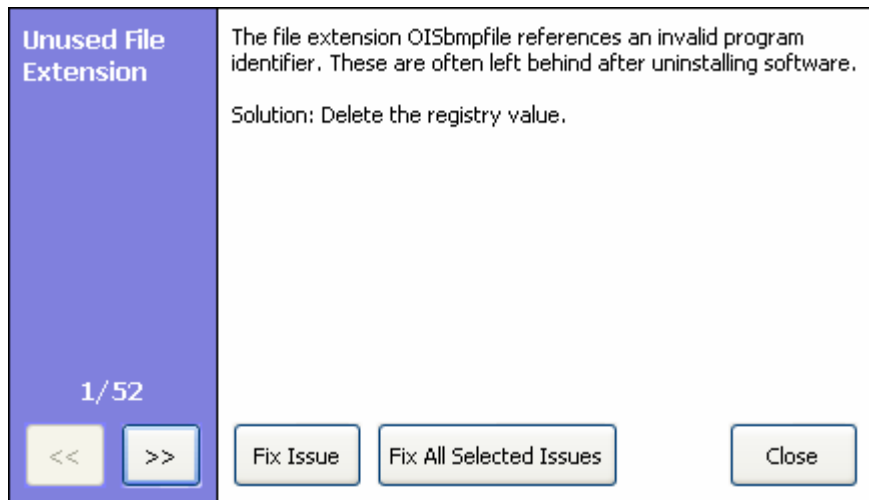 Unused File
Extension
The file extension OISbmpfile references an invalid program
identifier. These are often left behind after uninstalling software.
Solution: Delete the registry value.
1/52
<<
>>
Fix Issue
Fix All Selected Issues
Close